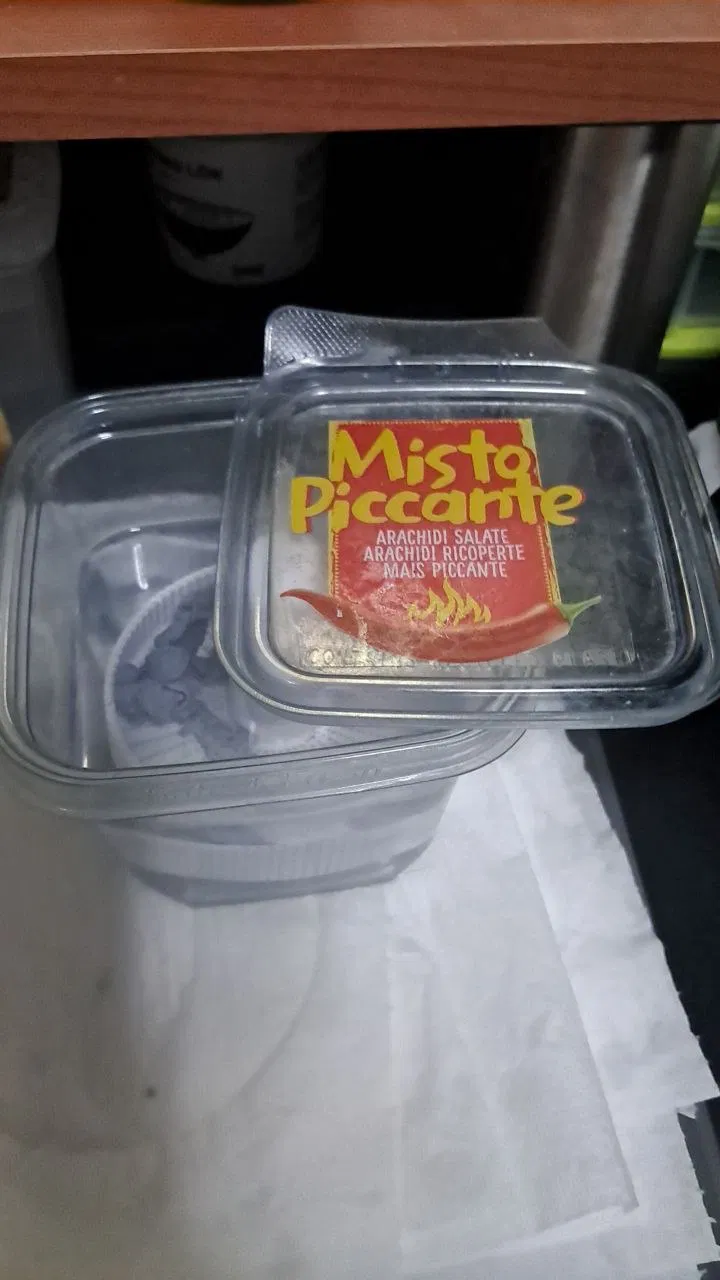 Misto
Piccante
ARACHIDI SALATE
ARACHIDI RICOPERTE
MAIS PICCANTE